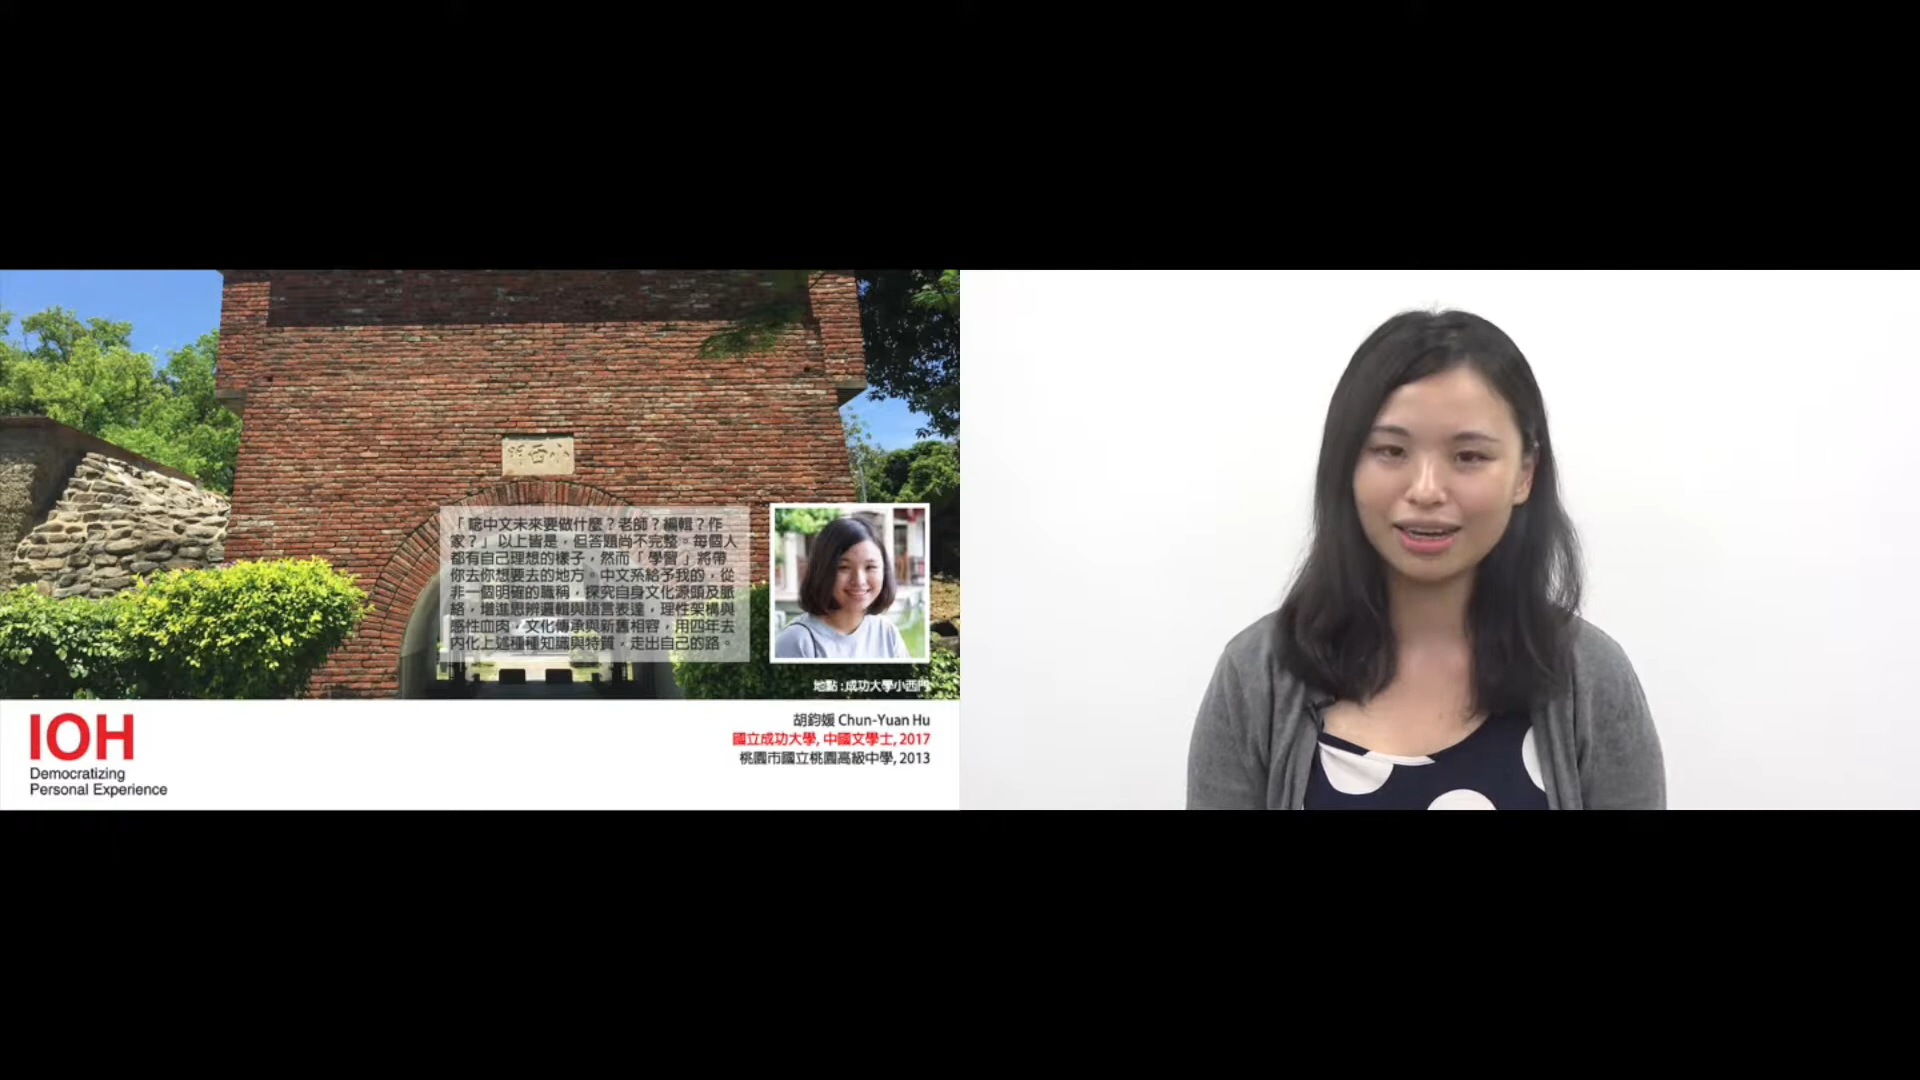 小西門
「唸中文未來要做什麼？老師？編輯？作
家？」以上皆是，但答題尚不完整。每個人
都有自己理想的樣子，然而「學習」將帶
你去你想要去的地方。中文系給予我的，從
非一個明確的職稱，探究自身文化源頭及脈
絡，增進思辨邏輯與語言表達，理性架構與
感性血肉，文化傳承與新舊相容，用四年去
內化上述種種知識與特質，走出自己的路。
地點 : 成功大學小西門
IOH
Democratizing
Personal Experience
胡鈞媛 Chun-Yuan Hu
國立成功大學, 中國文學士, 2017
桃園市國立桃園高級中學, 2013